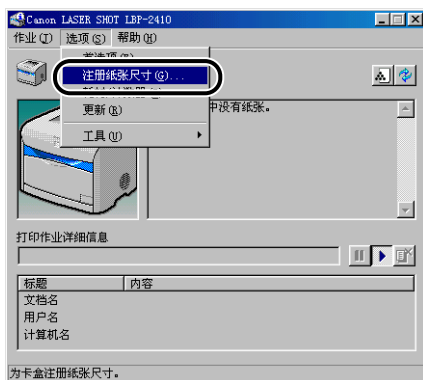 Canon LASER SHOT LBP-2410
作业(J) 选项(S) 帮助(H)
注册纸张尺寸(G)...
中没有纸张。
更新(R)
工具(U)
打印作业详细信息
标题 内容
文档名
用户名
计算机名
为卡盒注册纸张尺寸。